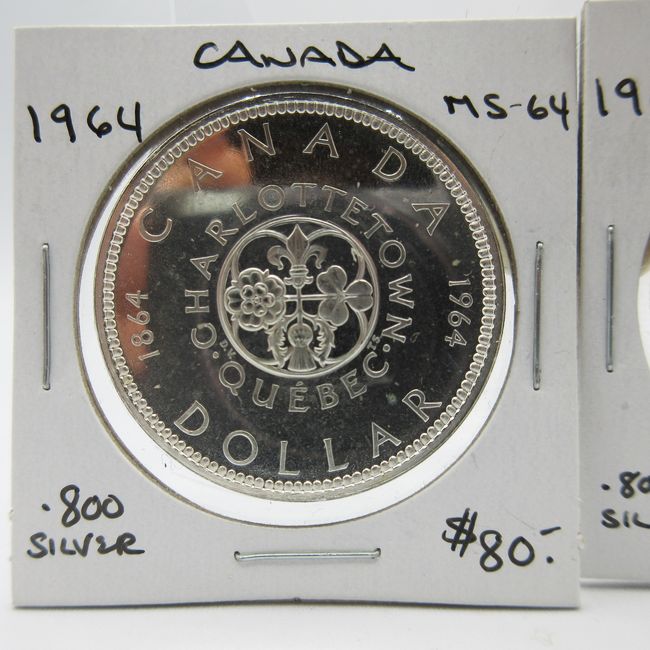 CANADA
1964
MS-64
CANADA
CHARLOTTETOWN
1864
1964
QUÉBEC
DOLLAR
.800
SILVER
$80.-
19
.80
SIL